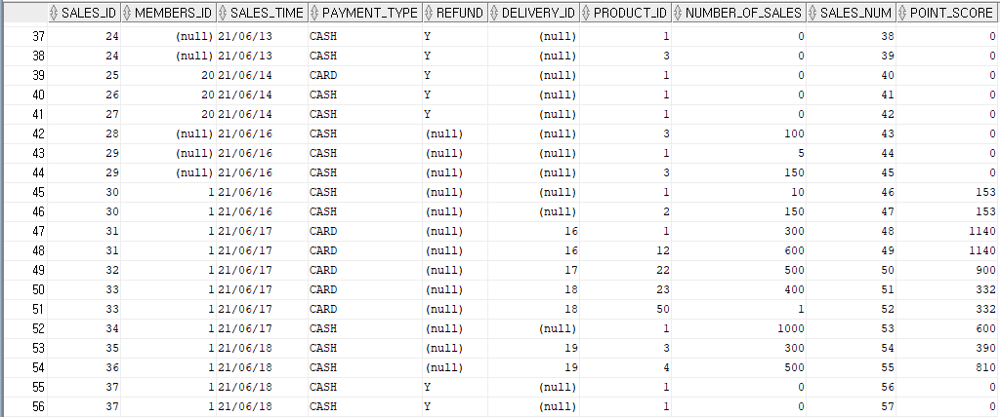 SALES_ID MEMBERS_ID SALES_TIME PAYMENT_TYPE REFUND DELIVERY_ID PRODUCT_ID NUMBER_OF_SALES SALES_NUM POINT_SCORE
37 24 (null) 21/06/13 CASH Y (null) 1 0 38 0
38 24 (null) 21/06/13 CASH Y (null) 3 0 39 0
39 25 20 21/06/14 CARD Y (null) 1 0 40 0
40 26 20 21/06/14 CASH Y (null) 1 0 41 0
41 27 20 21/06/14 CASH Y (null) 1 0 42 0
42 28 (null) 21/06/16 CASH (null) (null) 3 100 43 0
43 29 (null) 21/06/16 CASH (null) (null) 1 5 44 0
44 29 (null) 21/06/16 CASH (null) (null) 3 150 45 0
45 30 1 21/06/16 CASH (null) (null) 1 10 46 153
46 30 1 21/06/16 CASH (null) (null) 2 150 47 153
47 31 1 21/06/17 CARD (null) 16 1 300 48 1140
48 31 1 21/06/17 CARD (null) 16 12 600 49 1140
49 32 1 21/06/17 CARD (null) 17 22 500 50 900
50 33 1 21/06/17 CARD (null) 18 23 400 51 332
51 33 1 21/06/17 CARD (null) 18 50 1 52 332
52 34 1 21/06/17 CASH (null) (null) 1 1000 53 600
53 35 1 21/06/18 CASH (null) 19 3 300 54 390
54 36 1 21/06/18 CASH (null) 19 4 500 55 810
55 37 1 21/06/18 CASH Y (null) 1 0 56 0
56 37 1 21/06/18 CASH Y (null) 1 0 57 0